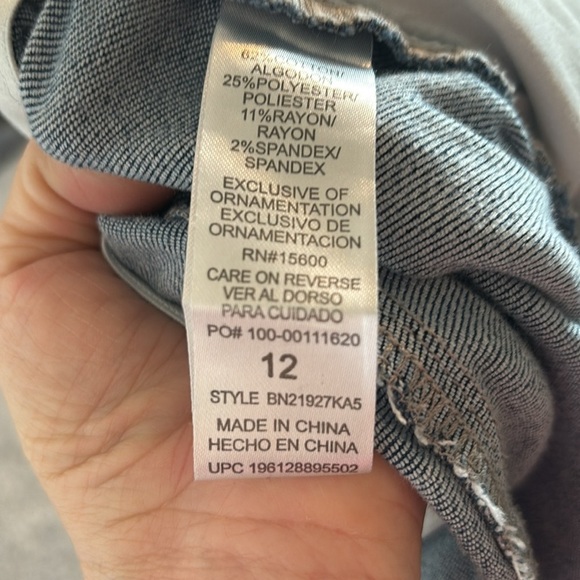 62%COTTON/
ALGODON
25%POLYESTER/
POLIESTER
11%RAYON/
RAYON
2%SPANDEX/
SPANDEX
EXCLUSIVE OF
ORNAMENTATION
EXCLUSIVO DE
ORNAMENTACION
RN#15600
CARE ON REVERSE
VER AL DORSO
PARA CUIDADO
PO# 100-00111620
12
STYLE BN21927KA5
MADE IN CHINA
HECHO EN CHINA
UPC 196128895502